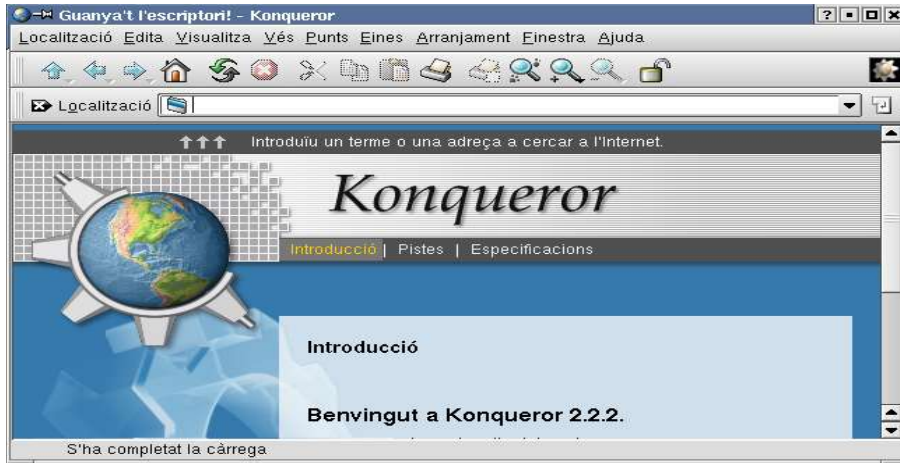 Guanya't l'escriptori! - Konqueror
Localització Edita Visualitza Vés Punts Eines Arranjament Finestra Ajuda
Localització
Introduïu un terme o una adreça a cercar a l'Internet.
Konqueror
Introducció | Pistes | Especificacions
Introducció
Benvingut a Konqueror 2.2.2.
S'ha completat la càrrega